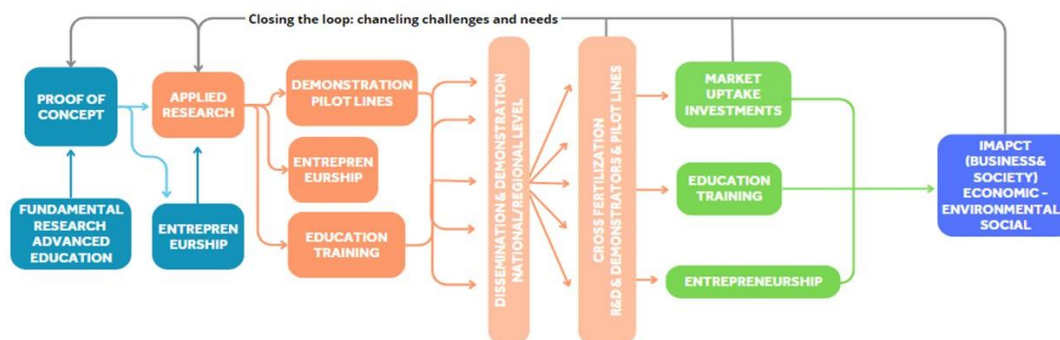 Closing the loop: chaneling challenges and needs
PROOF OF
CONCEPT
FUNDAMENTAL
RESEARCH
ADVANCED
EDUCATION
APPLIED
RESEARCH
ENTREPREN
EURSHIP
DEMONSTRATION
PILOT LINES
ENTREPREN
EURSHIP
EDUCATION
TRAINING
DISSEMINATION & DEMONSTRATION
NATIONAL/REGIONAL LEVEL
CROSS FERTILIZATION
R&D & DEMONSTRATORS & PILOT LINES
MARKET
UPTAKE
INVESTMENTS
EDUCATION
TRAINING
ENTREPRENEURSHIP
IMAPCT
(BUSINESS&
SOCIETY)
ECONOMIC -
ENVIRONMENTAL-
SOCIAL